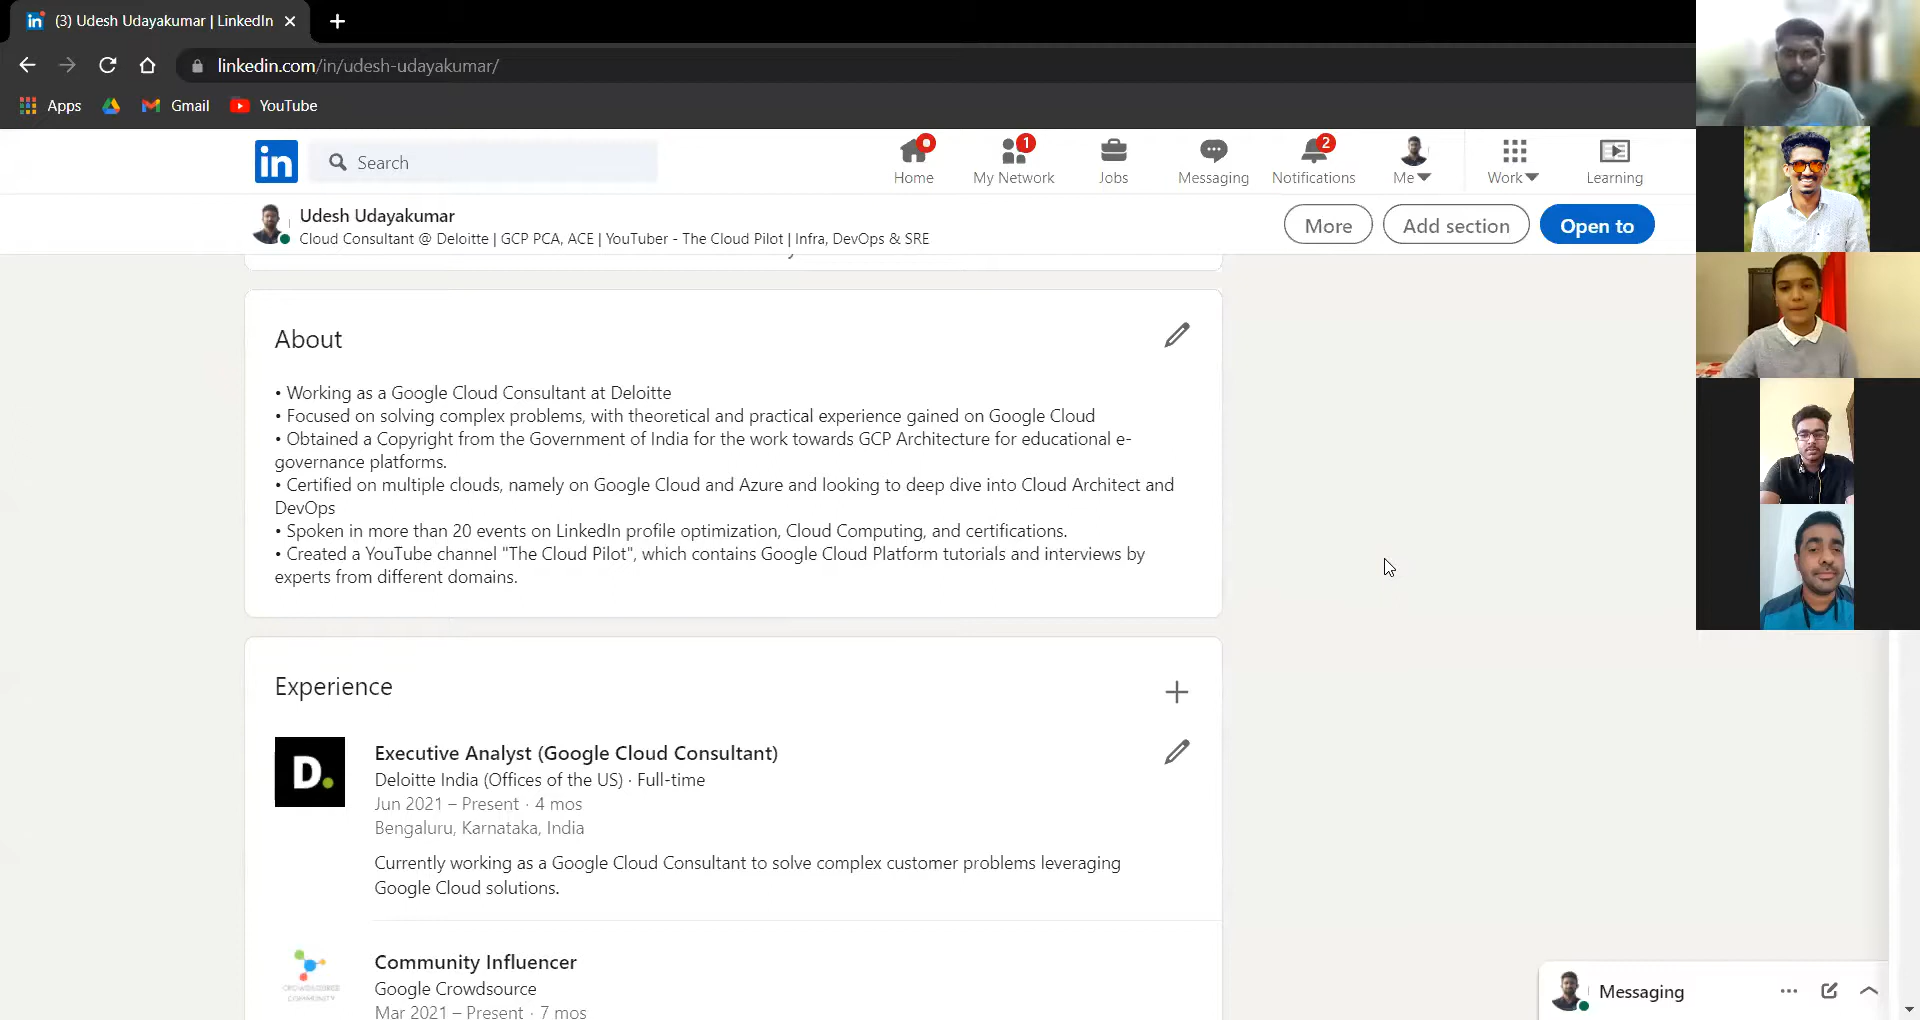 (3) Udesh Udayakumar | LinkedIn
linkedin.com/in/udesh-udayakumar/
Apps Gmail YouTube
in Search Home My Network 1 Jobs Messaging Notifications 2 Me Work Learning
Udesh Udayakumar
Cloud Consultant @ Deloitte | GCP PCA, ACE | YouTuber - The Cloud Pilot | Infra, DevOps & SRE
More Add section Open to
About
• Working as a Google Cloud Consultant at Deloitte
• Focused on solving complex problems, with theoretical and practical experience gained on Google Cloud
• Obtained a Copyright from the Government of India for the work towards GCP Architecture for educational e-
governance platforms.
• Certified on multiple clouds, namely on Google Cloud and Azure and looking to deep dive into Cloud Architect and
DevOps
• Spoken in more than 20 events on LinkedIn profile optimization, Cloud Computing, and certifications.
• Created a YouTube channel "The Cloud Pilot", which contains Google Cloud Platform tutorials and interviews by
experts from different domains.
Experience
D.
Executive Analyst (Google Cloud Consultant)
Deloitte India (Offices of the US) · Full-time
Jun 2021 – Present · 4 mos
Bengaluru, Karnataka, India
Currently working as a Google Cloud Consultant to solve complex customer problems leveraging
Google Cloud solutions.
Community Influencer
Google Crowdsource
Mar 2021 – Present · 7 mos
Messaging